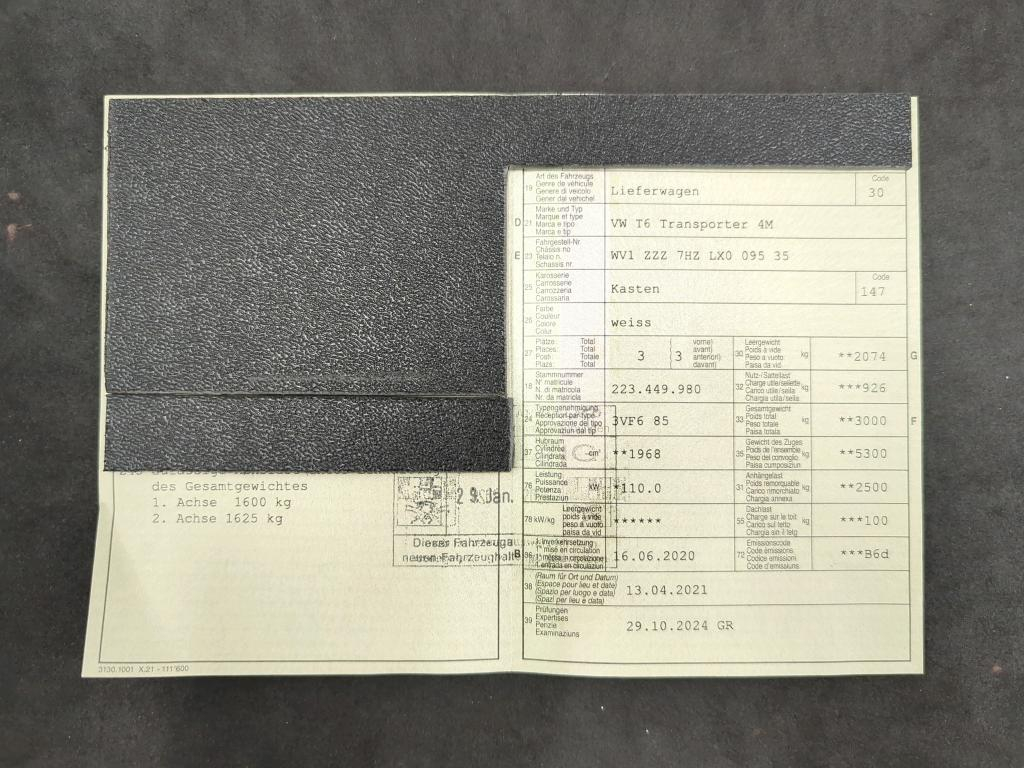 des Gesamtgewichtes
1. Achse 1600 kg
2. Achse 1625 kg
29. Jan.
Dieser Fahrzeuga
neuen Fahrzeughalt
3130.1001 X.21 - 111'600
19 Art des Fahrzeugs
Genre de véhicule
Genere di veicolo
Gener dal vehichel
Lieferwagen
Code
30
D 21 Marke und Typ
Marque et type
Marca e tipo
Marca e tip
VW T6 Transporter 4M
E 23 Fahrgestell-Nr.
Châssis no
Telaio n.
Schassis nr.
WV1 ZZZ 7HZ LX0 095 35
25 Karosserie
Carrosserie
Carrozzeria
Carossaria
Kasten
Code
147
26 Farbe
Couleur
Colore
Colur
weiss
27 Plätze: Total
Places: Total
Posti: Totale
Plazs: Total
3 (3 vorne)
avant)
anteriori)
davant)
30 Leergewicht
Poids à vide
Peso a vuoto
Paisa da vid
kg
**2074 G
18 Stammnummer
N° matricule
N. di matricola
Nr. da matricla
223.449.980
32 Nutz-/Sattellast
Charge utile/sellette
Carico utile/sella
Chargia utila/sella
kg
***926
24 Typengenehmigung
Réception par type
Approvazione del tipo
Approvaziun dal tip
3VF6 85
33 Gesamtgewicht
Poids total
Peso totale
Paisa totala
kg
**3000 F
37 Hubraum
Cylindrée
Cilindrata
Cilindrada
cm³
**1968
35 Gewicht des Zuges
Poids de l'ensemble
Peso del convoglio
Paisa cumposiziun
kg
**5300
76 Leistung
Puissance
Potenza
Prestaziun
kW
*110.0
31 Anhängelast
Poids remorquable
Carico rimorchiato
Chargia annexa
kg
**2500
78 kW/kg
Leergewicht
poids à vide
peso a vuoto
paisa da vid
******
55 Dachlast
Charge sur le toit
Carico sul tetto
Chargia sin il tetg
kg
***100
B 36 1. Inverkehrsetzung
1re mise en circulation
1a messa in circolazione
1. entrada en circulaziun
16.06.2020
72 Emissionscode
Code émissions
Codice emissioni
Code d'emissiuns
***B6d
38 (Raum für Ort und Datum)
(Espace pour lieu et date)
(Spazio per luogo e data)
(Spazi per lieu e data)
13.04.2021
39 Prüfungen
Expertises
Perizie
Examinaziuns
29.10.2024 GR